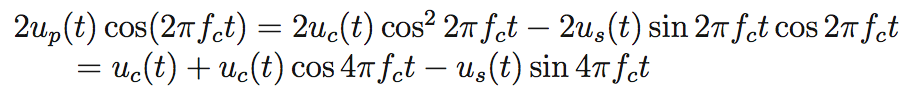 2u_p(t) cos(2πf_ct) = 2u_c(t) cos² 2πf_ct − 2u_s(t) sin 2πf_ct cos 2πf_ct
= u_c(t) + u_c(t) cos 4πf_ct − u_s(t) sin 4πf_ct